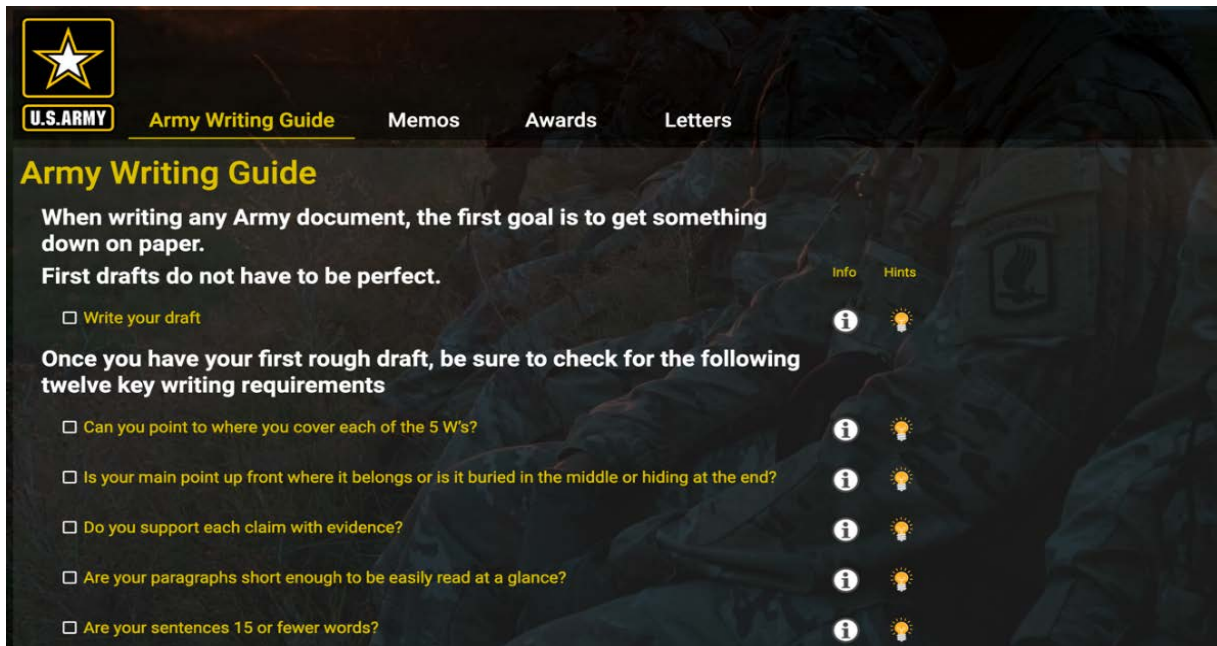 U.S.ARMY
Army Writing Guide Memos Awards Letters
Army Writing Guide
When writing any Army document, the first goal is to get something
down on paper.
First drafts do not have to be perfect.
Info Hints
Write your draft
Once you have your first rough draft, be sure to check for the following
twelve key writing requirements
Can you point to where you cover each of the 5 W's?
Is your main point up front where it belongs or is it buried in the middle or hiding at the end?
Do you support each claim with evidence?
Are your paragraphs short enough to be easily read at a glance?
Are your sentences 15 or fewer words?